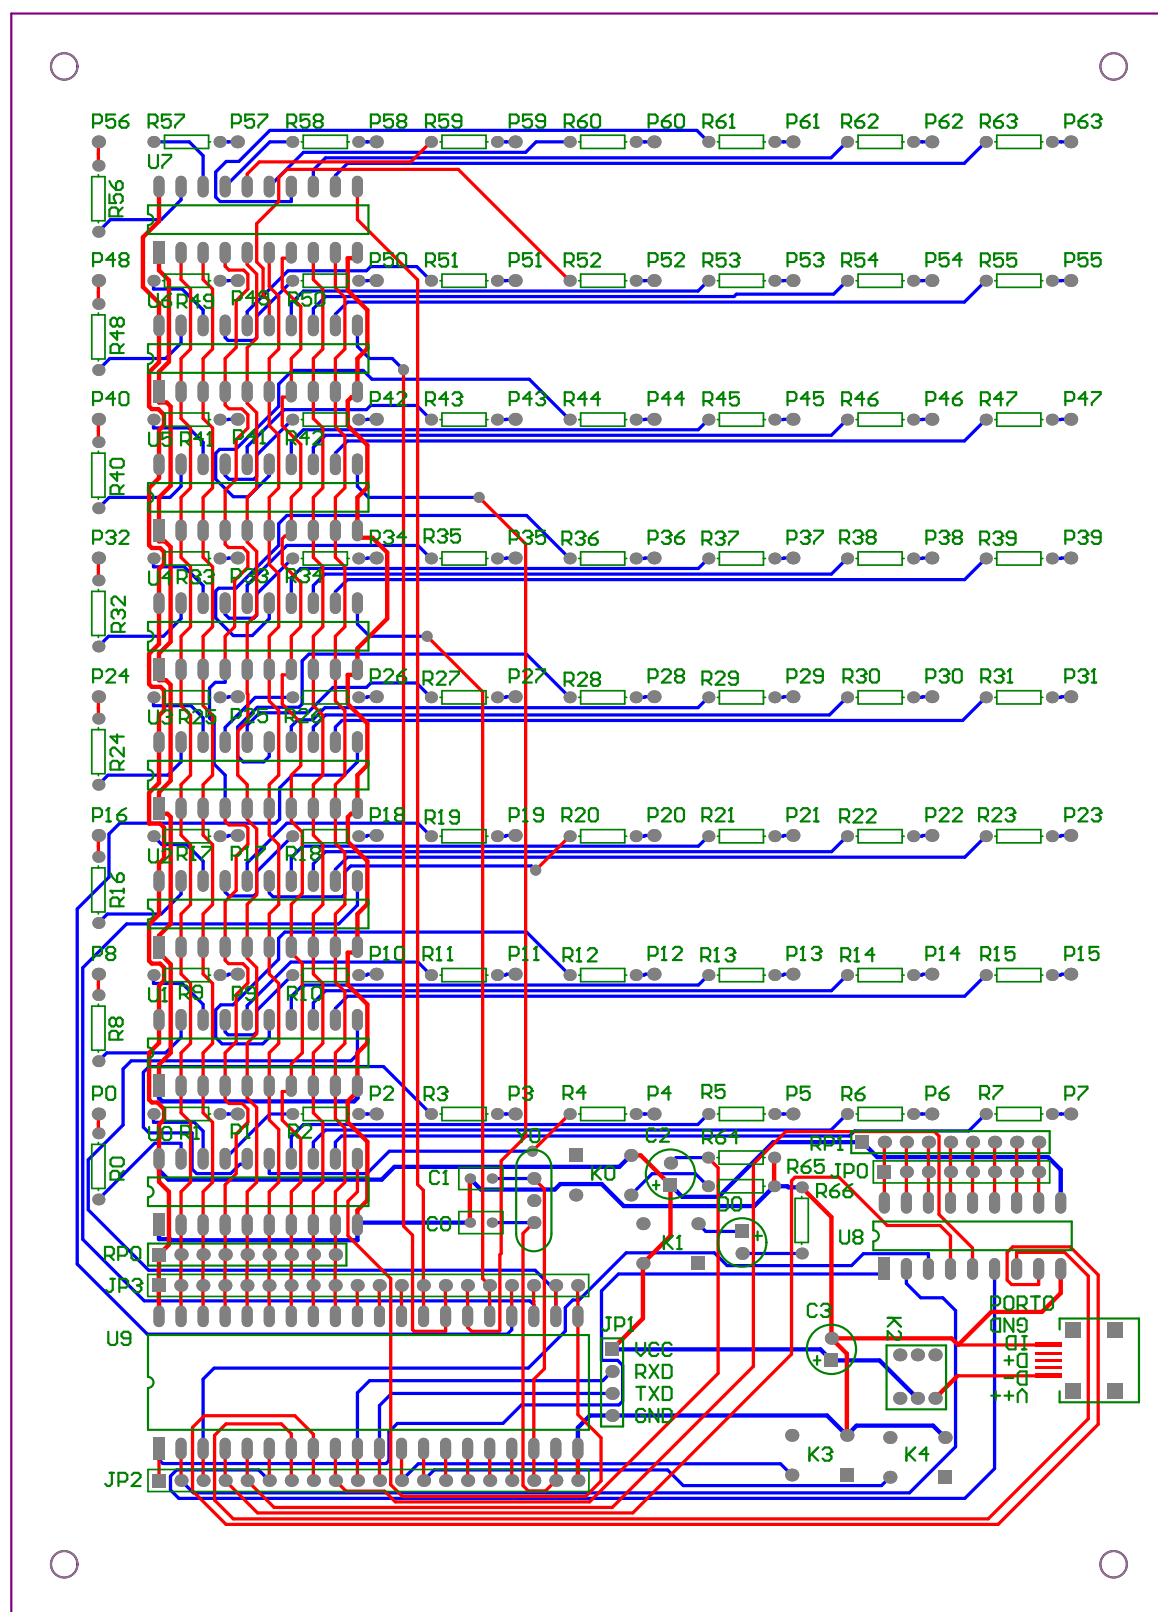 P56 R57 P57 R58 P58 R59 P59 R60 P60 R61 P61 R62 P62 R63 P63
U7
R56
P48 P50 R51 P51 R52 P52 R53 P53 R54 P54 R55 P55
U6 R49 P49 R50
R48
P40 P42 R43 P43 R44 P44 R45 P45 R46 P46 R47 P47
U5 R41 P41 R42
R40
P32 R34 R35 P35 R36 P36 R37 P37 R38 P38 R39 P39
U4 R33 P33 R34
R32
P24 P26 R27 P27 R28 P28 R29 P29 R30 P30 R31 P31
U3 R25 P25 R26
R24
P16 P18 R19 P19 R20 P20 R21 P21 R22 P22 R23 P23
U2 R17 P17 R18
R16
P8 P10 R11 P11 R12 P12 R13 P13 R14 P14 R15 P15
U1 R9 P9 R10
R8
P0 P2 R3 P3 R4 P4 R5 P5 R6 P6 R7 P7
U0 R1 P1 R2 Y0 C2 R64 RP1
R0 C1 K0 + R65 JP0
R66
C0 D0
K1 + U8
RP0
JP3
PORT0
C3 GND
U9 JP1 K2 ID
VCC + D+
RXD D-
TXD V++
GND
K3 K4
JP2